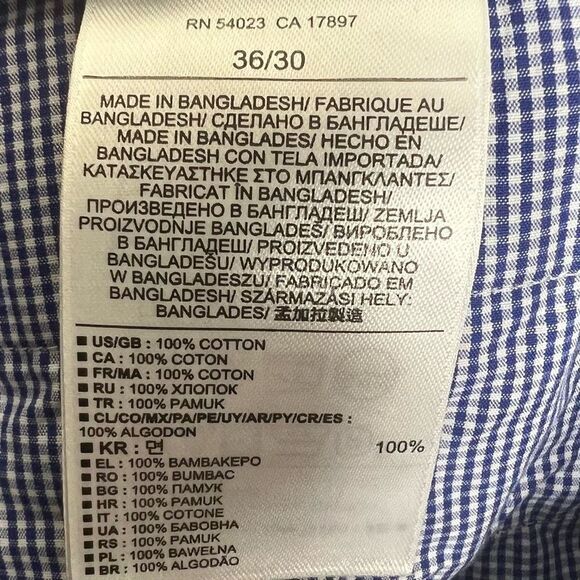 RN 54023 CA 17897
36/30
MADE IN BANGLADESH/ FABRIQUE AU
BANGLADESH/ СДЕЛАНО В БАНГЛАДЕШЕ/
MADE IN BANGLADES/ HECHO EN
BANGLADESH CON TELA IMPORTADA/
ΚΑΤΑΣΚΕΥΑΣΤΗΚΕ ΣΤΟ ΜΠΑΝΓΚΛΑΝΤΕΣ/
FABRICAT ÎN BANGLADESH/
ПРОИЗВЕДЕНО В БАНГЛАДЕШ/ ZEMLJA
PROIZVODNJE BANGLADEŠ/ ВИРОБЛЕНО
В БАНГЛАДЕШ/ PROIZVEDENO U
BANGLADEŠU/ WYPRODUKOWANO
W BANGLADESZU/ FABRICADO EM
BANGLADESH/ SZÁRMAZÁSI HELY:
BANGLADES/ 孟加拉製造
■ US/GB : 100% COTTON
■ CA : 100% COTON
■ FR/MA : 100% COTON
■ RU : 100% ХЛОПОК
■ TR : 100% PAMUK
■ CL/CO/MX/PA/PE/UY/AR/PY/CR/ES :
100% ALGODON
■ KR : 면 100%
■ EL : 100% ΒΑΜΒΑΚΕΡΟ
■ RO : 100% BUMBAC
■ BG : 100% ПАМУК
■ HR : 100% PAMUK
■ IT : 100% COTONE
■ UA : 100% БАВОВНА
■ RS : 100% PAMUK
■ PL : 100% BAWEŁNA
■ BR : 100% ALGODÃO